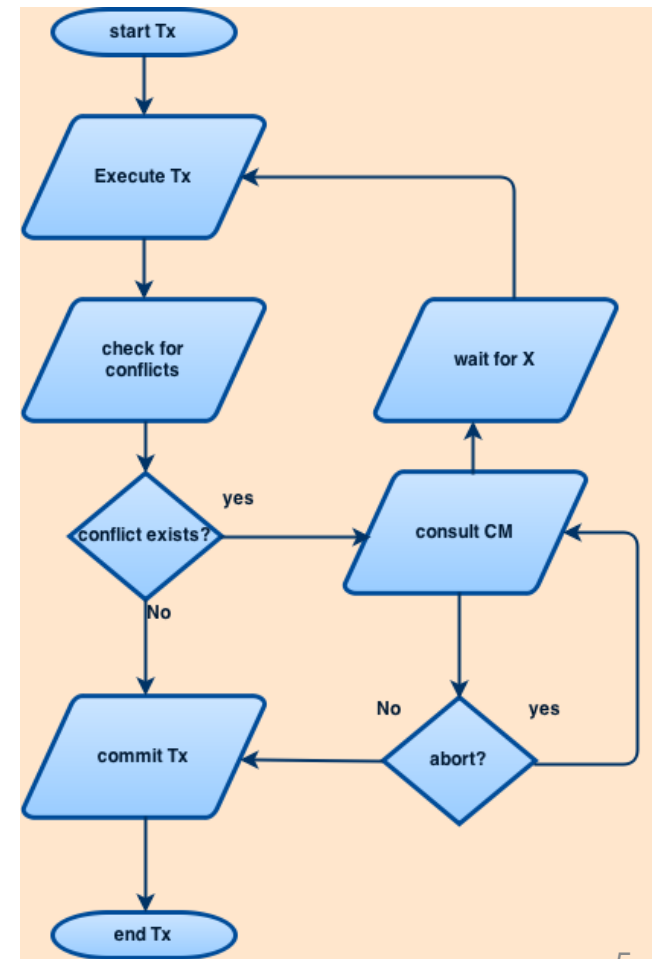 start Tx
Execute Tx
check for
conflicts
wait for X
conflict exists?
yes
consult CM
No
commit Tx
No
abort?
yes
end Tx